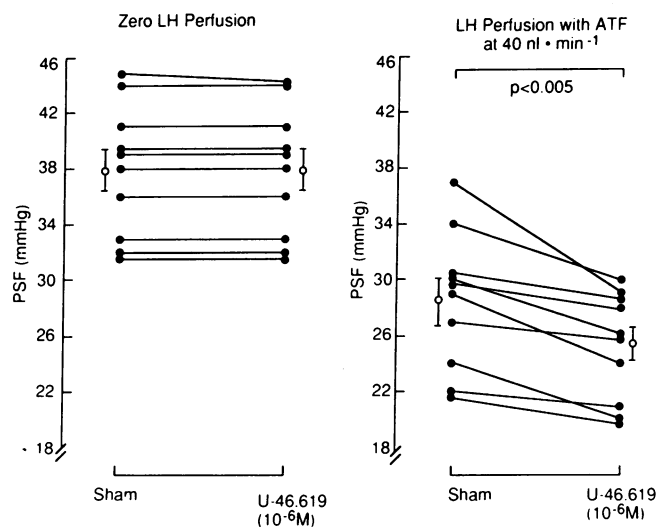 Zero LH Perfusion
46
42
38
34
30
26
22
18
PSF (mmHg)
Sham
U-46.619
(10⁻⁶M)
LH Perfusion with ATF
at 40 nl • min⁻¹
p<0.005
46
42
38
34
30
26
22
18
PSF (mmHg)
Sham
U-46.619
(10⁻⁶M)